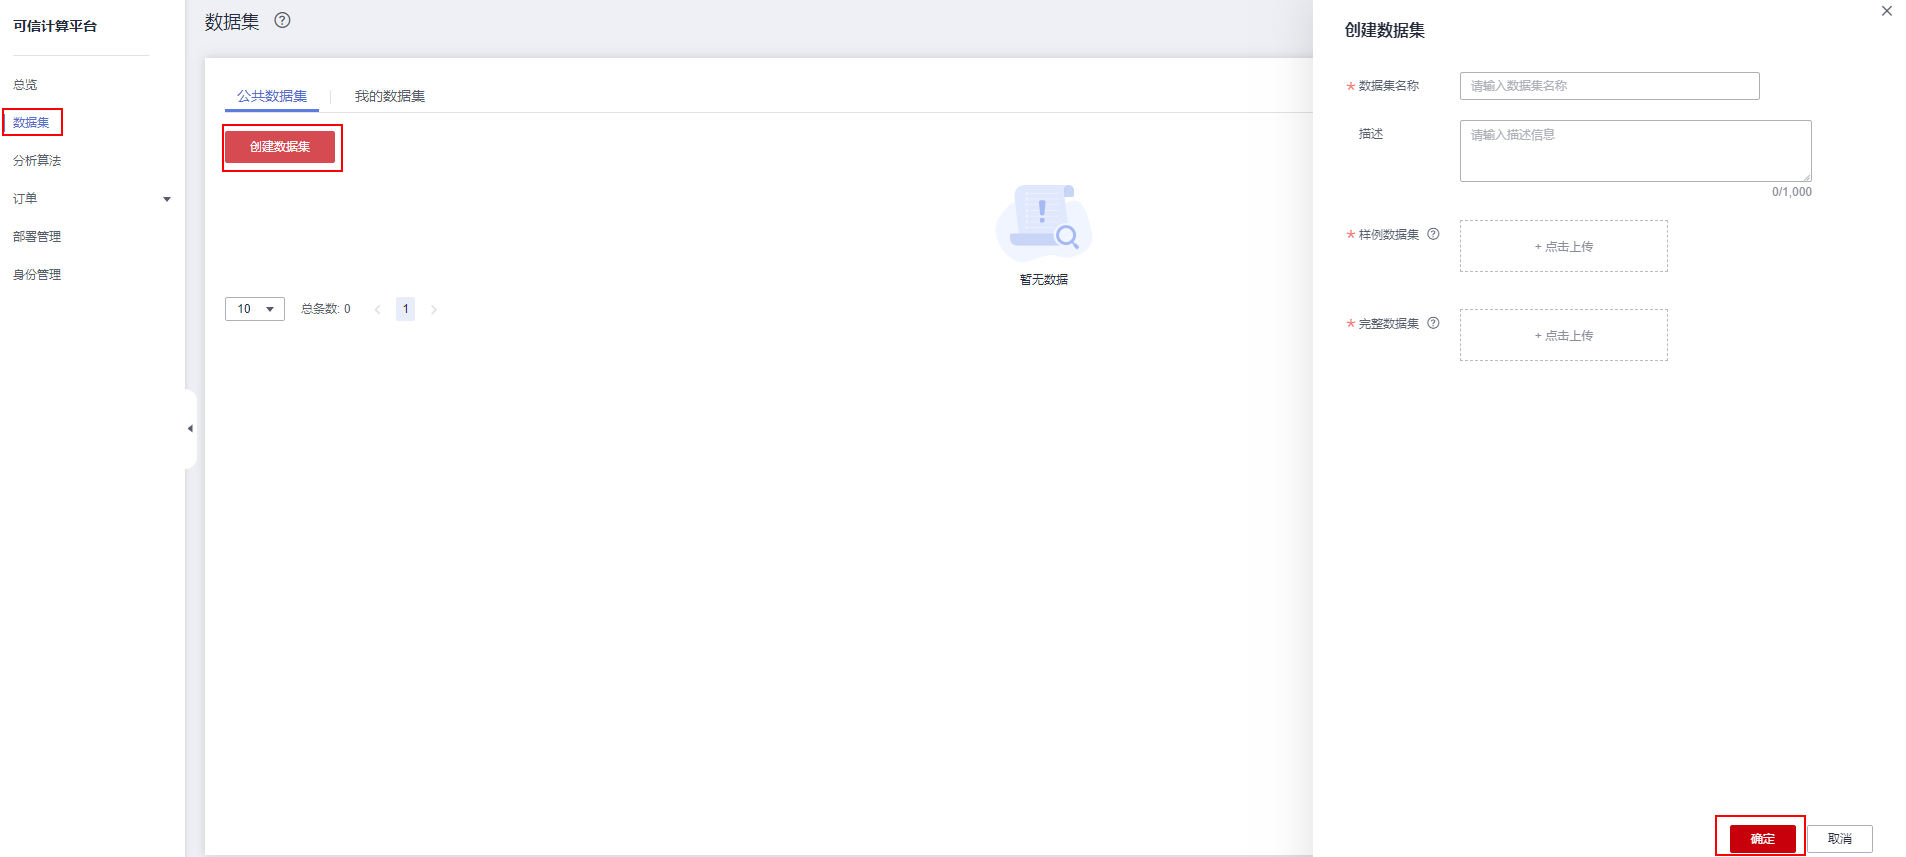 可信计算平台
总览
数据集
分析算法
订单
部署管理
身份管理
数据集 ?
公共数据集 我的数据集
创建数据集
暂无数据
10 总条数: 0 < 1 >
创建数据集
* 数据集名称 请输入数据集名称
描述 请输入描述信息
0/1,000
* 样例数据集 ? + 点击上传
* 完整数据集 ? + 点击上传
确定 取消